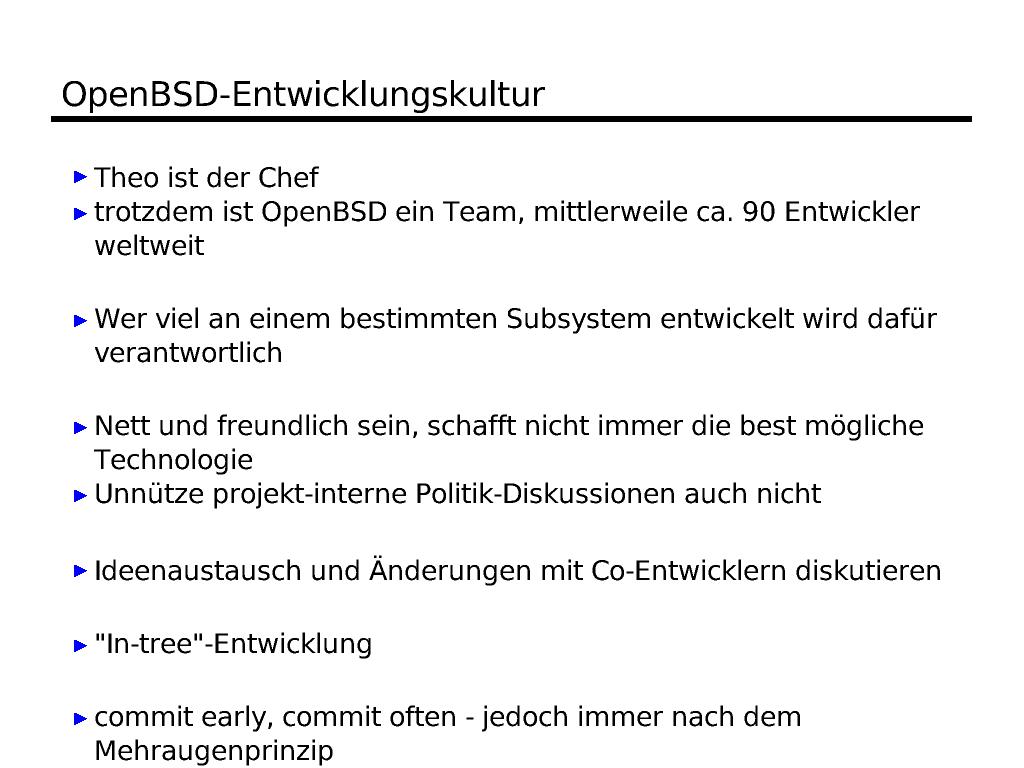 OpenBSD-Entwicklungskultur
Theo ist der Chef
trotzdem ist OpenBSD ein Team, mittlerweile ca. 90 Entwickler
weltweit
Wer viel an einem bestimmten Subsystem entwickelt wird dafür
verantwortlich
Nett und freundlich sein, schafft nicht immer die best mögliche
Technologie
Unnütze projekt-interne Politik-Diskussionen auch nicht
Ideenaustausch und Änderungen mit Co-Entwicklern diskutieren
"In-tree"-Entwicklung
commit early, commit often - jedoch immer nach dem
Mehraugenprinzip